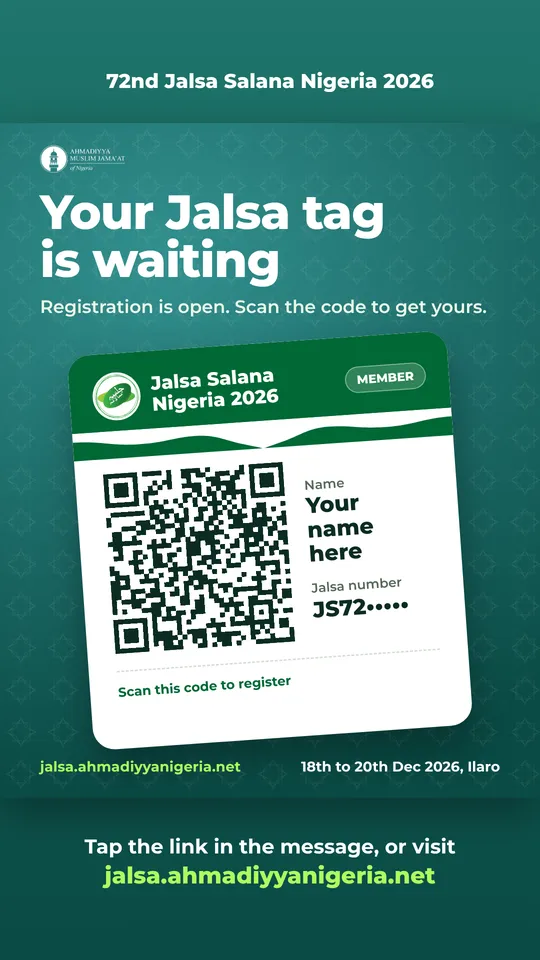 72nd Jalsa Salana Nigeria 2026
AHMADIYYA
MUSLIM JAMA'AT
of Nigeria
Your Jalsa tag
is waiting
Registration is open. Scan the code to get yours.
Jalsa Salana
Nigeria 2026
MEMBER
Name
Your
name
here
Jalsa number
JS72•••••
Scan this code to register
jalsa.ahmadiyyanigeria.net
18th to 20th Dec 2026, Ilaro
Tap the link in the message, or visit
jalsa.ahmadiyyanigeria.net